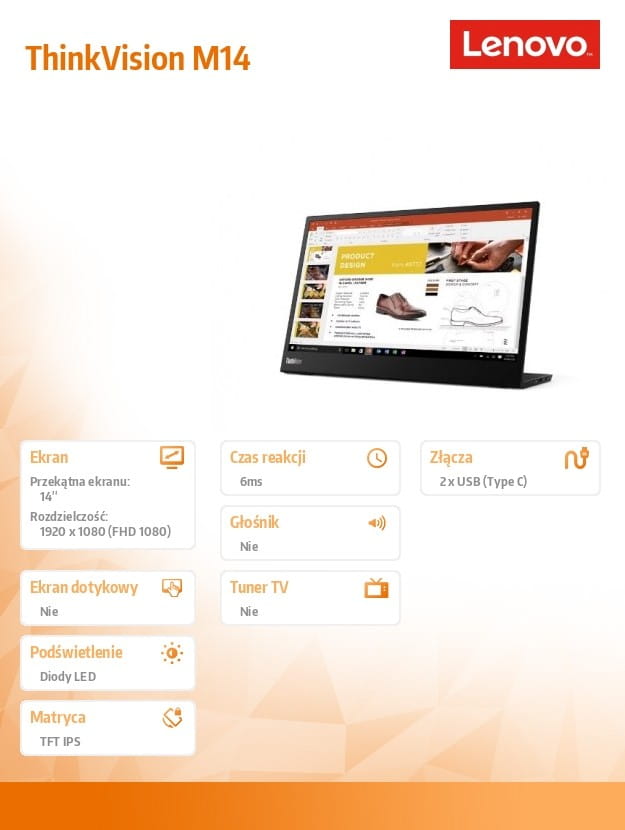 ThinkVision M14
Lenovo
PRODUCT
DESIGN
ThinkVision
Ekran
Przekątna ekranu:
14"
Rozdzielczość:
1920 x 1080 (FHD 1080)
Czas reakcji
6ms
Złącza
2 x USB (Type C)
Głośnik
Nie
Ekran dotykowy
Nie
Tuner TV
Nie
Podświetlenie
Diody LED
Matryca
TFT IPS